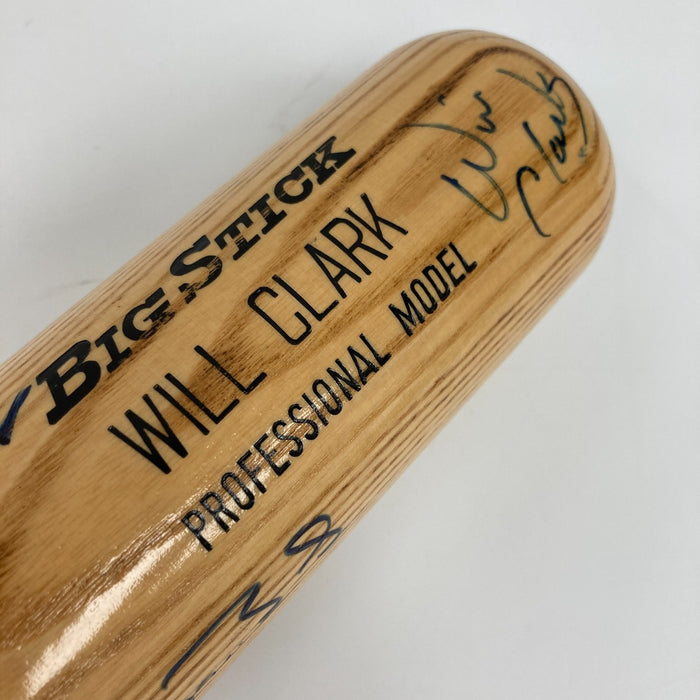 Will Clark
BIG STICK
WILL CLARK
PROFESSIONAL MODEL